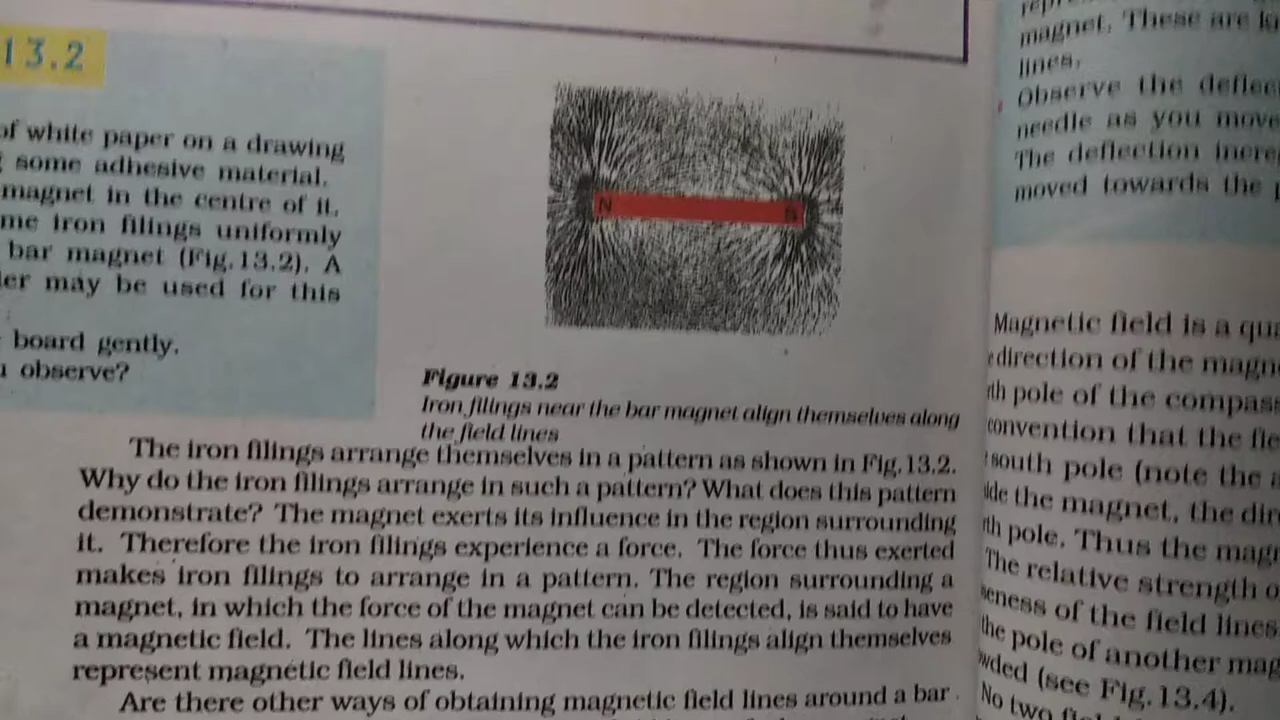 13.2
of white paper on a drawing
some adhesive material.
magnet in the centre of it.
me iron filings uniformly
bar magnet (Fig.13.2). A
er may be used for this
board gently.
observe?
N S
Figure 13.2
Iron filings near the bar magnet align themselves along
the field lines
The iron filings arrange themselves in a pattern as shown in Fig.13.2.
Why do the iron filings arrange in such a pattern? What does this pattern
demonstrate? The magnet exerts its influence in the region surrounding
it. Therefore the iron filings experience a force. The force thus exerted
makes iron filings to arrange in a pattern. The region surrounding a
magnet, in which the force of the magnet can be detected, is said to have
a magnetic field. The lines along which the iron filings align themselves
represent magnetic field lines.
Are there other ways of obtaining magnetic field lines around a bar
magnet. These are
lines.
Observe the deflec
needle as you move
The deflection incre
moved towards the
Magnetic field is a qua
direction of the magn
th pole of the compass
convention that the fie
south pole (note the
ide the magnet, the dir
th pole. Thus the magn
The relative strength o
seness of the field lines
the pole of another mag
wded (see Fig.13.4).
No two fiel